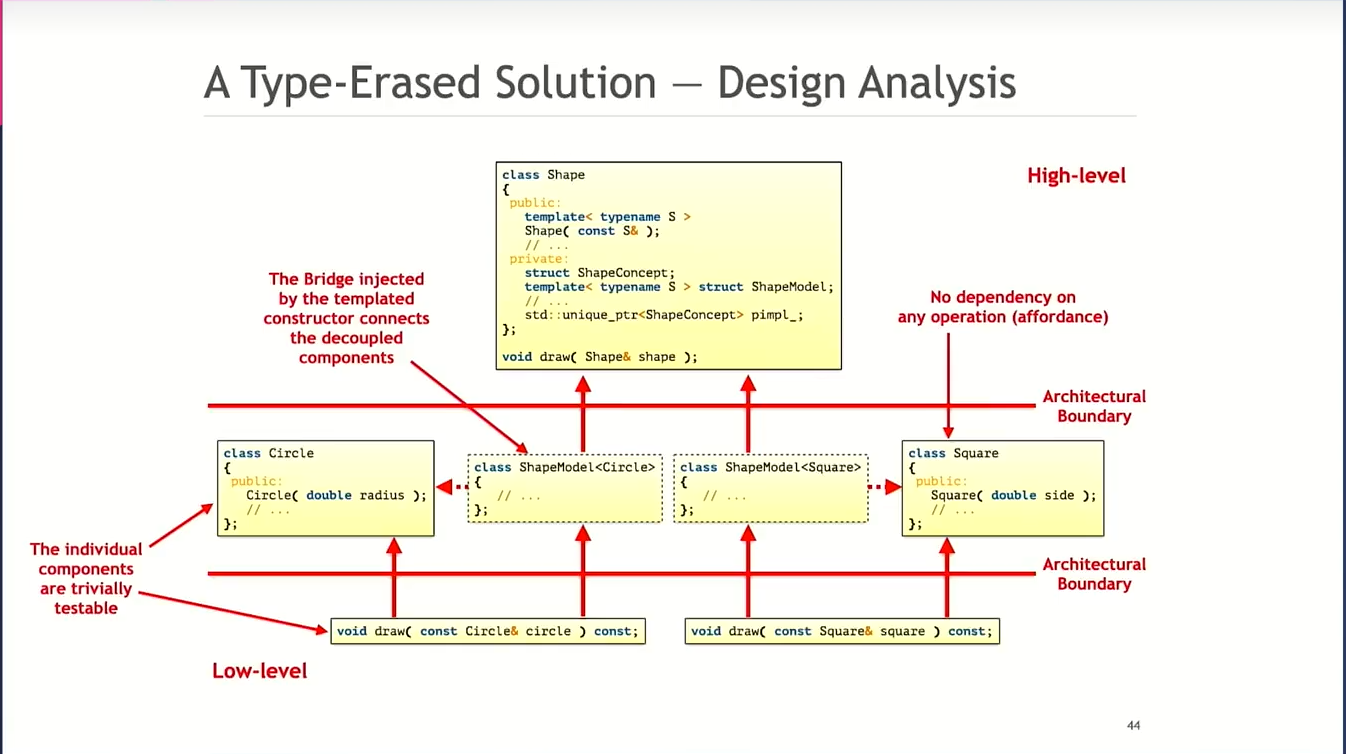 A Type-Erased Solution — Design Analysis
High-level
class Shape
{
public:
template< typename S >
Shape( const S& );
// ...
private:
struct ShapeConcept;
template< typename S > struct ShapeModel;
// ...
std::unique_ptr<ShapeConcept> pimpl_;
};
void draw( Shape& shape );
The Bridge injected
by the templated
constructor connects
the decoupled
components
No dependency on
any operation (affordance)
Architectural
Boundary
class Circle
{
public:
Circle( double radius );
// ...
};
class ShapeModel<Circle>
{
// ...
};
class ShapeModel<Square>
{
// ...
};
class Square
{
public:
Square( double side );
// ...
};
The individual
components
are trivially
testable
Architectural
Boundary
void draw( const Circle& circle ) const;
void draw( const Square& square ) const;
Low-level
44